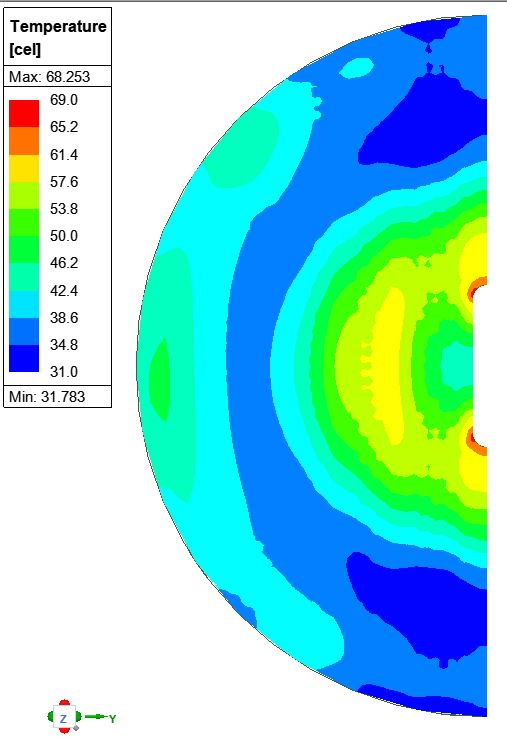 Temperature
[cel]
Max: 68.253
69.0
65.2
61.4
57.6
53.8
50.0
46.2
42.4
38.6
34.8
31.0
Min: 31.783
Z
Y